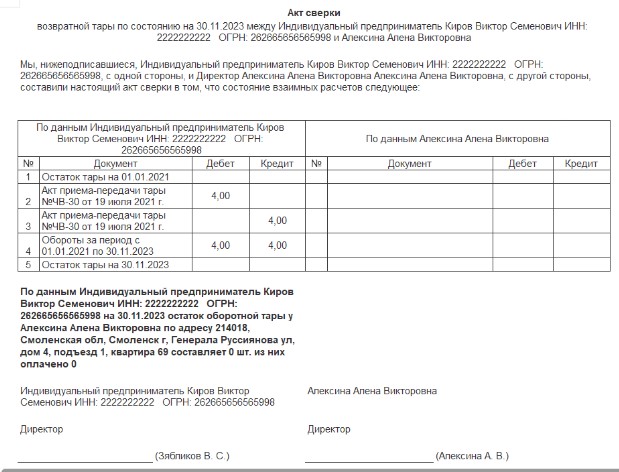 Акт сверки
возвратной тары по состоянию на 30.11.2023 между Индивидуальный предприниматель Киров Виктор Семенович ИНН:
2222222222 ОГРН: 262665656565998 и Алексина Алена Викторовна
Мы, нижеподписавшиеся, Индивидуальный предприниматель Киров Виктор Семенович ИНН: 2222222222 ОГРН:
262665656565998, с одной стороны, и Директор Алексина Алена Викторовна Алексина Алена Викторовна, с другой стороны,
составили настоящий акт сверки в том, что состояние взаимных расчетов следующее:
По данным Индивидуальный предприниматель Киров
Виктор Семенович ИНН: 2222222222 ОГРН:
262665656565998
По данным Алексина Алена Викторовна
№ Документ Дебет Кредит № Документ Дебет Кредит
1 Остаток тары на 01.01.2021
Акт приема-передачи тары
2 №ЧВ-30 от 19 июля 2021 г. 4,00
Акт приема-передачи тары
3 №ЧВ-30 от 19 июля 2021 г. 4,00
Обороты за период с
4 01.01.2021 по 30.11.2023 4,00 4,00
5 Остаток тары на 30.11.2023
По данным Индивидуальный предприниматель Киров
Виктор Семенович ИНН: 2222222222 ОГРН:
262665656565998 на 30.11.2023 остаток оборотной тары у
Алексина Алена Викторовна по адресу 214018,
Смоленская обл, Смоленск г, Генерала Руссиянова ул,
дом 4, подъезд 1, квартира 69 составляет 0 шт. из них
оплачено 0
Индивидуальный предприниматель Киров Виктор
Семенович ИНН: 2222222222 ОГРН: 262665656565998
Алексина Алена Викторовна
Директор Директор
(Зябликов В. С.) (Алексина А. В.)